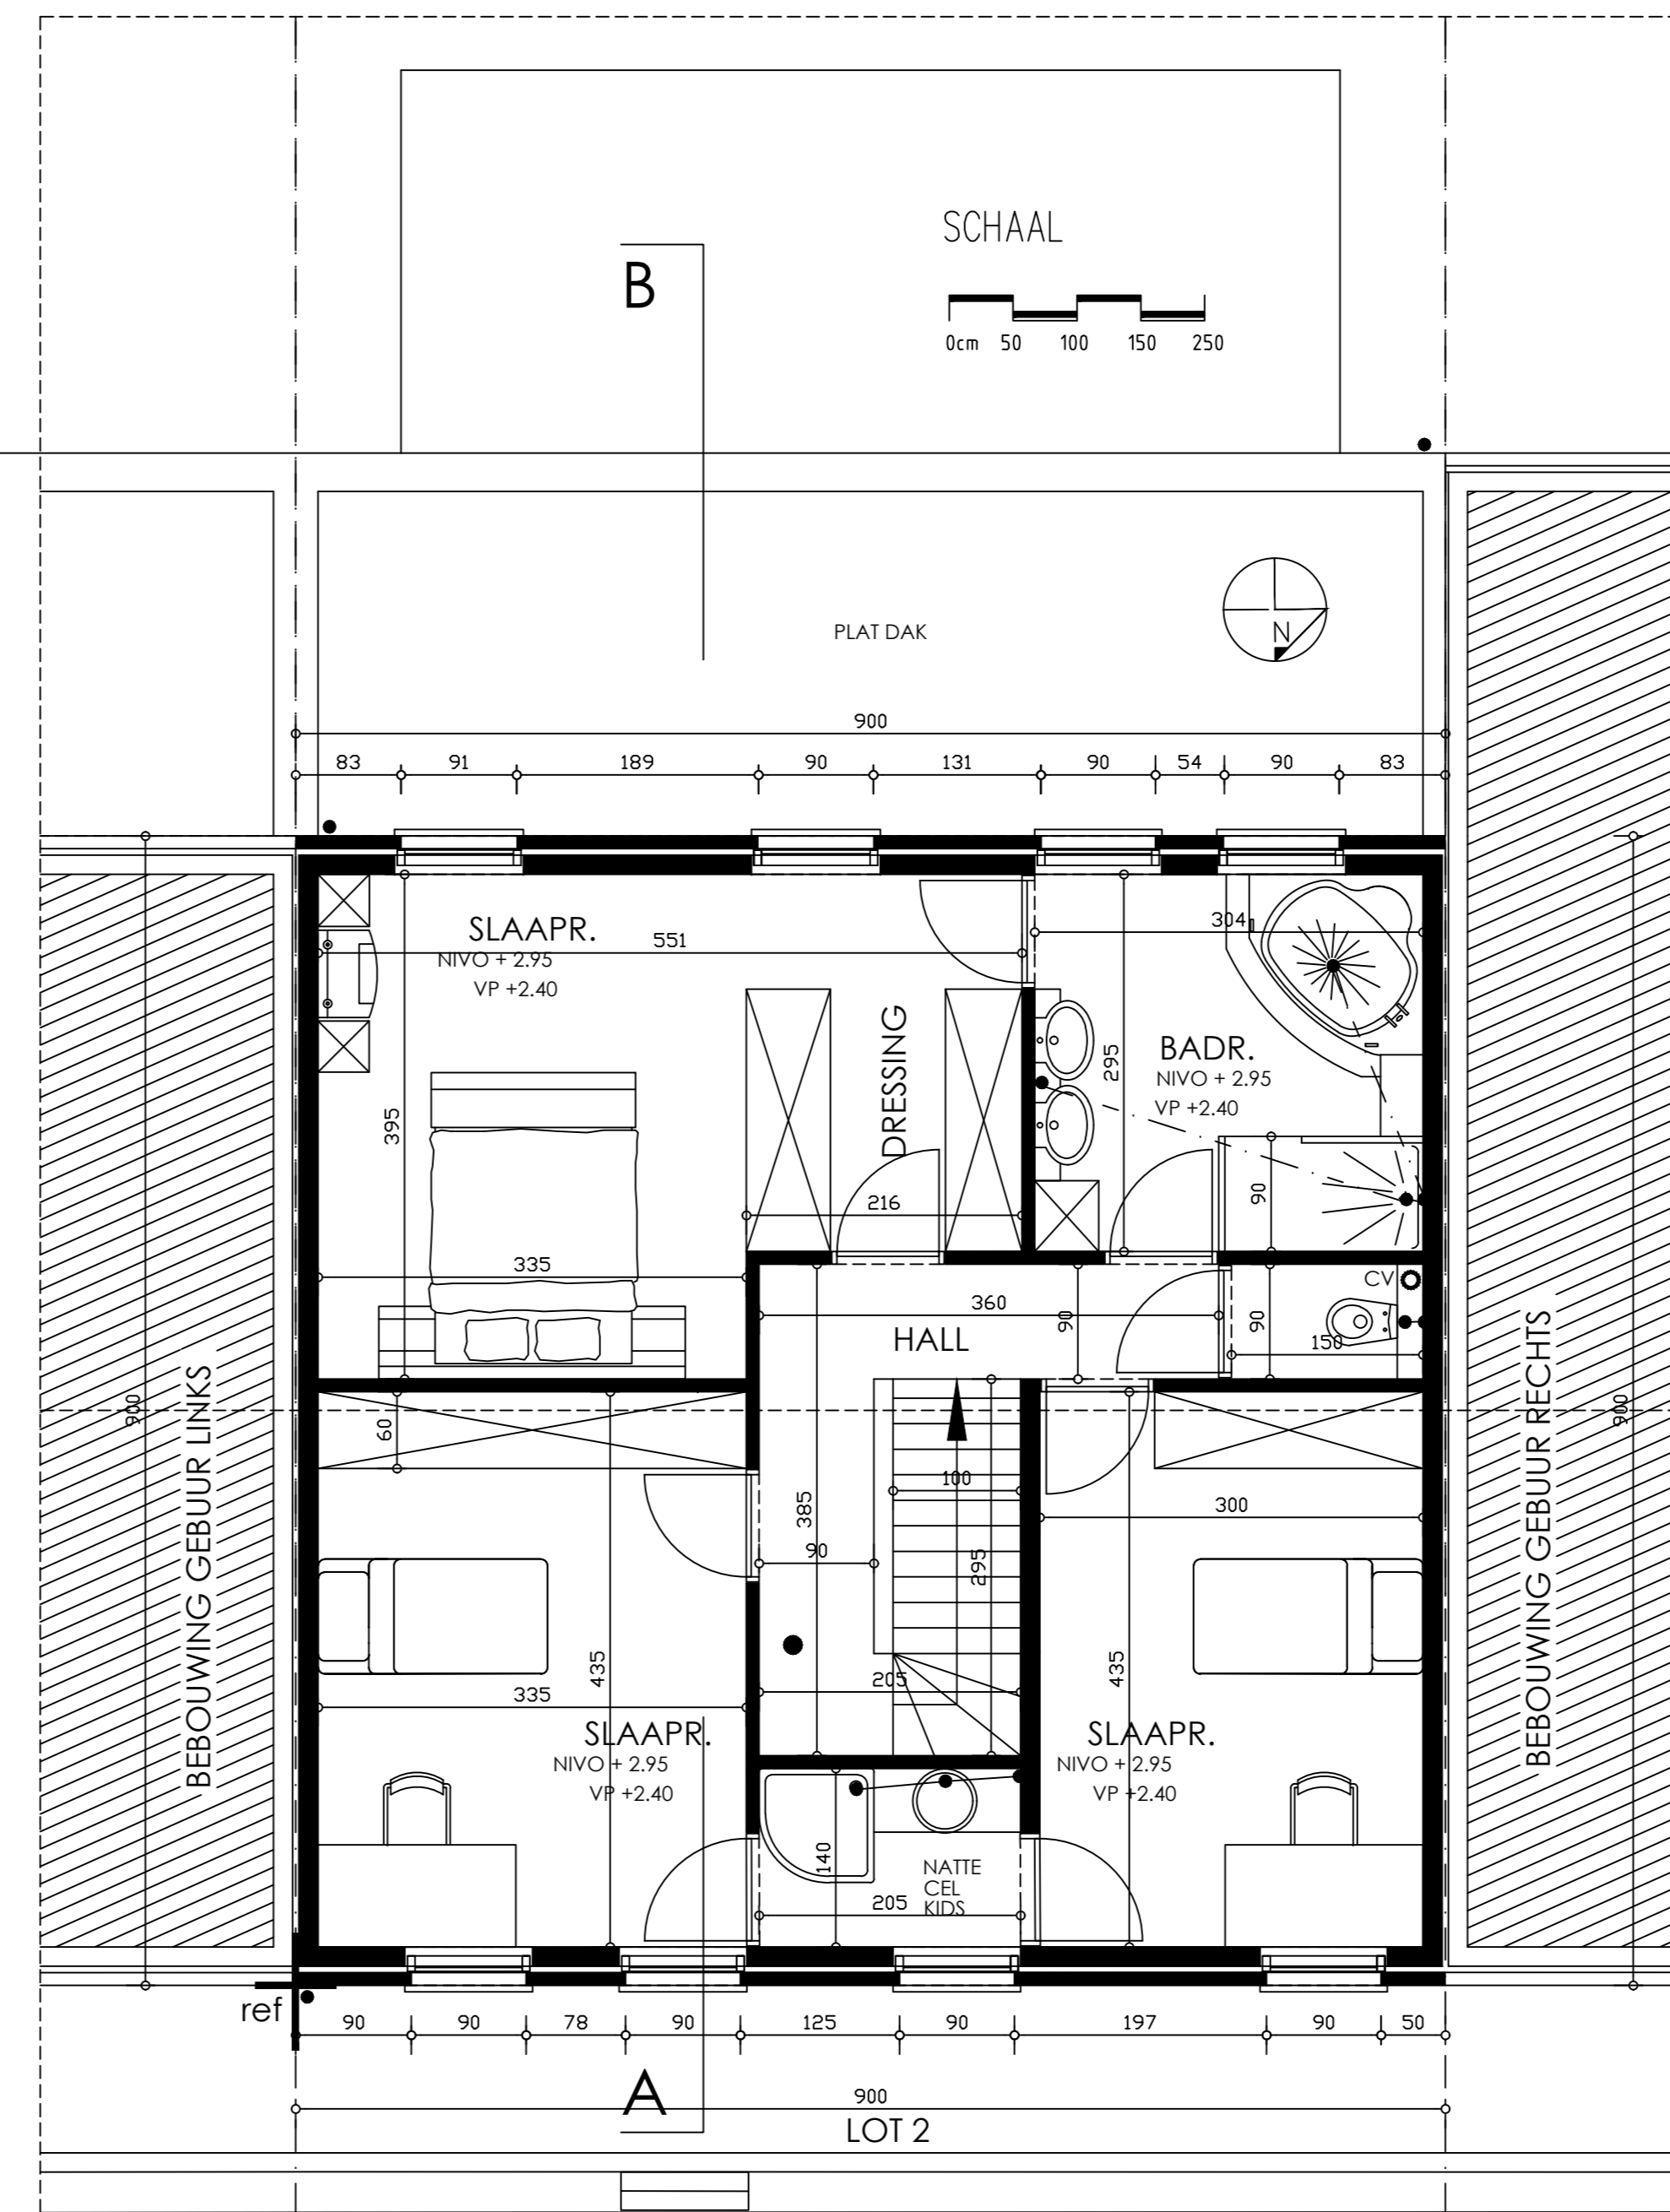 SCHAAL
B
0cm 50 100 150 250
PLAT DAK
N
900
83 91 189 90 131 90 54 90 83
SLAAPR.
NIVO + 2.95
VP +2.40
551
304
395
DRESSING
295
BADR.
NIVO + 2.95
VP +2.40
216
90
335
360
HALL
90
90
CV
150
900
BEBOUWING GEBUUR LINKS
60
385
100
295
90
300
900
BEBOUWING GEBUUR RECHTS
435
335
205
435
SLAAPR.
NIVO + 2.95
VP +2.40
SLAAPR.
NIVO + 2.95
VP +2.40
140
NATTE
CEL
KIDS
205
ref
90 90 78 90 125 90 197 90 50
A
900
LOT 2